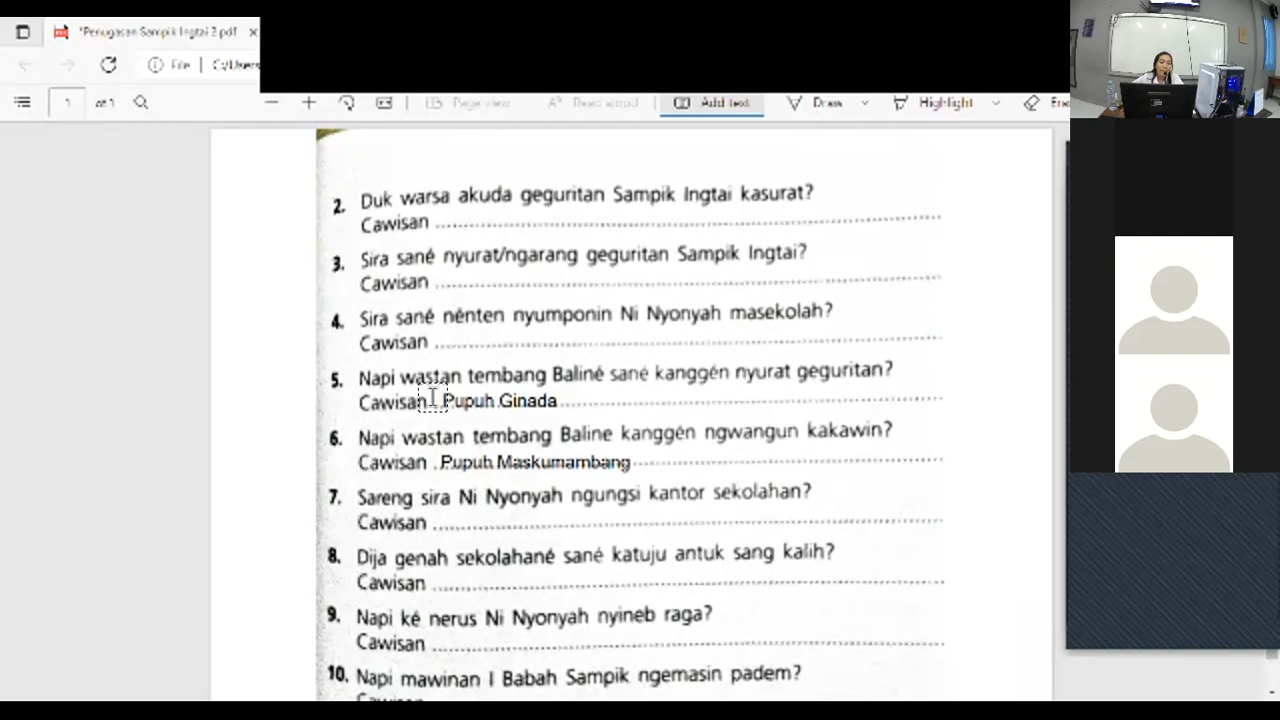 "Penugasan Sampik Ingtai 2.pdf
File | C:/Users
1 of 1
Page view
Read aloud
Add text
Draw
Highlight
2. Duk warsa akuda geguritan Sampik Ingtai kasurat?
Cawisan
3. Sira sané nyurat/ngarang geguritan Sampik Ingtai?
Cawisan
4. Sira sané nénten nyumponin Ni Nyonyah masekolah?
Cawisan
5. Napi wastan tembang Baliné sané kanggén nyurat geguritan?
Cawisan Pupuh Ginada
6. Napi wastan tembang Baline kanggén ngwangun kakawin?
Cawisan Pupuh Maskumambang
7. Sareng sira Ni Nyonyah ngungsi kantor sekolahan?
Cawisan
8. Dija genah sekolahané sané katuju antuk sang kalih?
Cawisan
9. Napi ké nerus Ni Nyonyah nyineb raga?
Cawisan
10. Napi mawinan I Babah Sampik ngemasin padem?